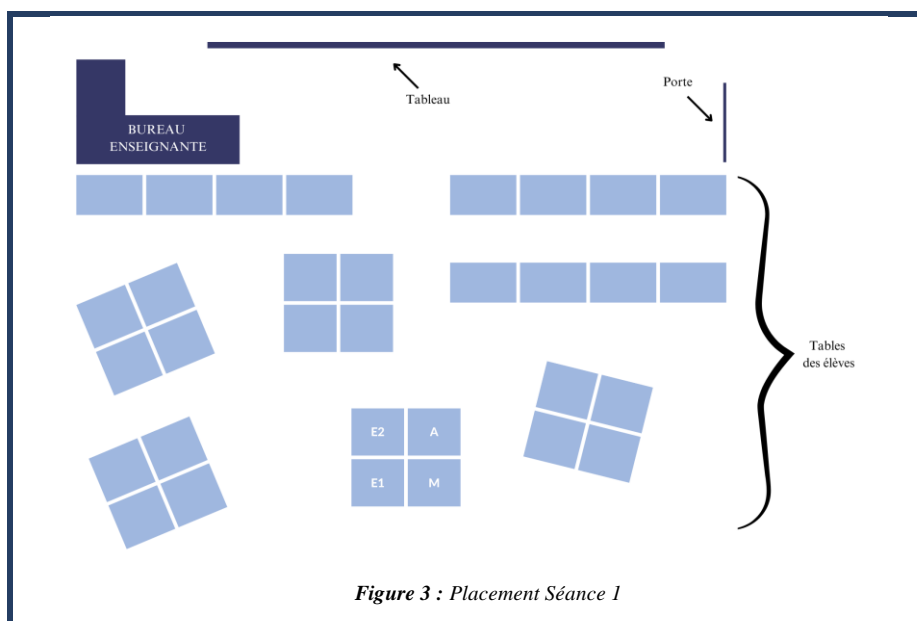 Tableau
Porte
BUREAU
ENSEIGNANTE
Tables
des élèves
E2
A
E1
M
Figure 3 : Placement Séance 1